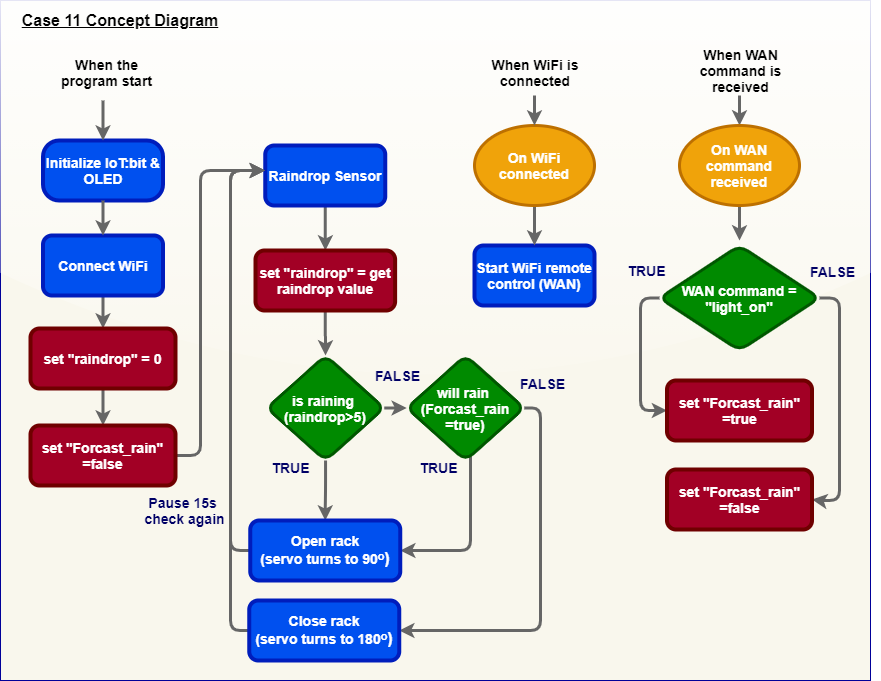 Case 11 Concept Diagram
When the
program start
Initialize IoT:bit &
OLED
Connect WiFi
set "raindrop" = 0
set "Forcast_rain"
=false
Pause 15s
check again
Raindrop Sensor
set "raindrop" = get
raindrop value
is raining
(raindrop>5)
FALSE
TRUE
will rain
(Forcast_rain
=true)
FALSE
TRUE
Open rack
(servo turns to 90º)
Close rack
(servo turns to 180º)
When WiFi is
connected
On WiFi
connected
Start WiFi remote
control (WAN)
When WAN
command is
received
On WAN
command
received
TRUE
FALSE
WAN command =
"light_on"
set "Forcast_rain"
=true
set "Forcast_rain"
=false